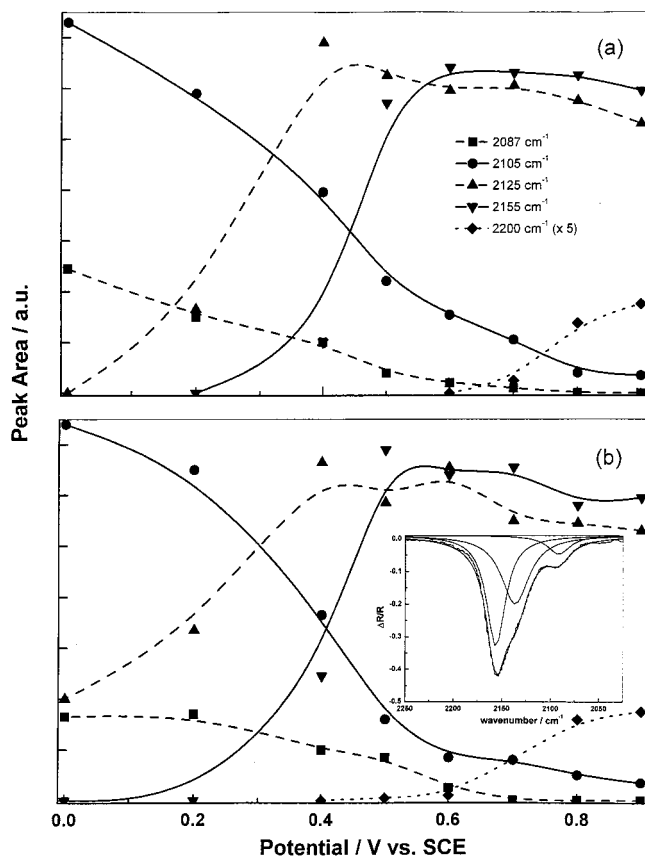 (a)
2087 cm⁻¹
2105 cm⁻¹
2125 cm⁻¹
2155 cm⁻¹
2200 cm⁻¹ (x 5)
Peak Area / a.u.
(b)
0.0
-0.1
-0.2
-0.3
-0.4
-0.5
ΔR/R
2250 2200 2150 2100 2050
wavenumber / cm⁻¹
0.0 0.2 0.4 0.6 0.8
Potential / V vs. SCE